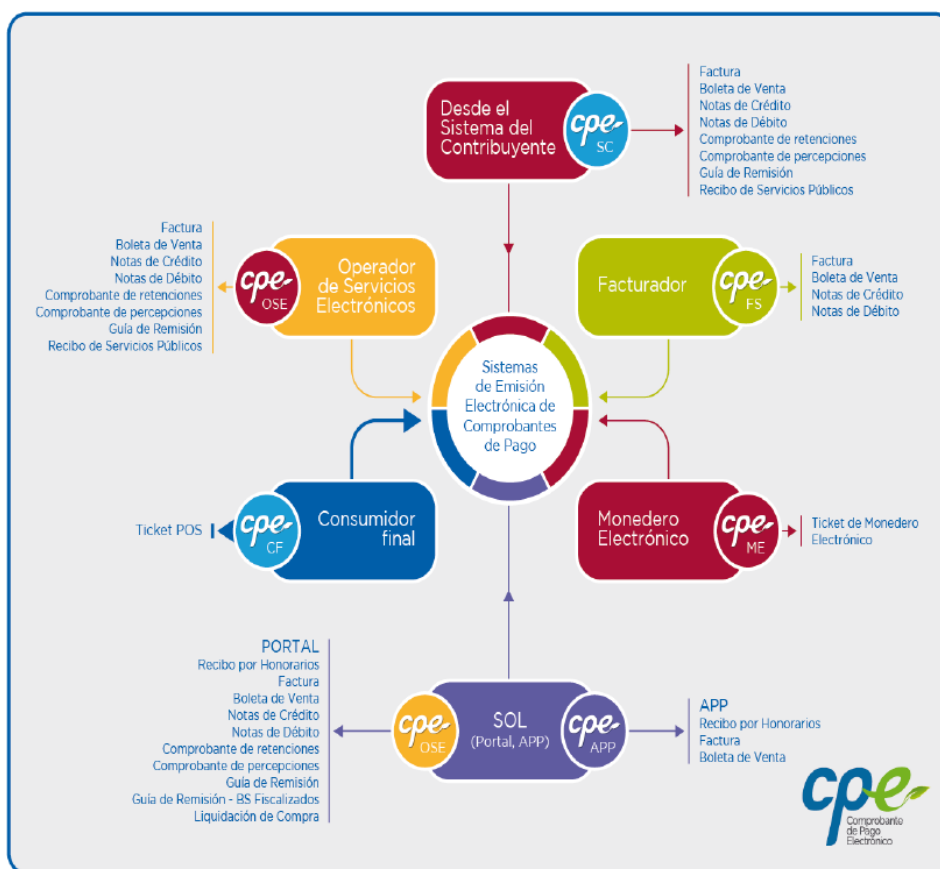 Desde el
Sistema del
Contribuyente
cpe-
SC
Factura
Boleta de Venta
Notas de Crédito
Notas de Débito
Comprobante de retenciones
Comprobante de percepciones
Guía de Remisión
Recibo de Servicios Públicos
Factura
Boleta de Venta
Notas de Crédito
Notas de Débito
Comprobante de retenciones
Comprobante de percepciones
Guía de Remisión
Recibo de Servicios Públicos
cpe-
OSE
Operador
de Servicios
Electrónicos
Facturador
cpe-
FS
Factura
Boleta de Venta
Notas de Crédito
Notas de Débito
Sistemas
de Emisión
Electrónica de
Comprobantes
de Pago
Ticket POS
cpe-
CF
Consumidor
final
Monedero
Electrónico
cpe-
ME
Ticket de Monedero
Electrónico
PORTAL
Recibo por Honorarios
Factura
Boleta de Venta
Notas de Crédito
Notas de Débito
Comprobante de retenciones
Comprobante de percepciones
Guía de Remisión
Guía de Remisión - BS Fiscalizados
Liquidación de Compra
cpe-
OSE
SOL
(Portal, APP)
cpe-
APP
APP
Recibo por Honorarios
Factura
Boleta de Venta
cpe
Comprobante
de Pago
Electrónico